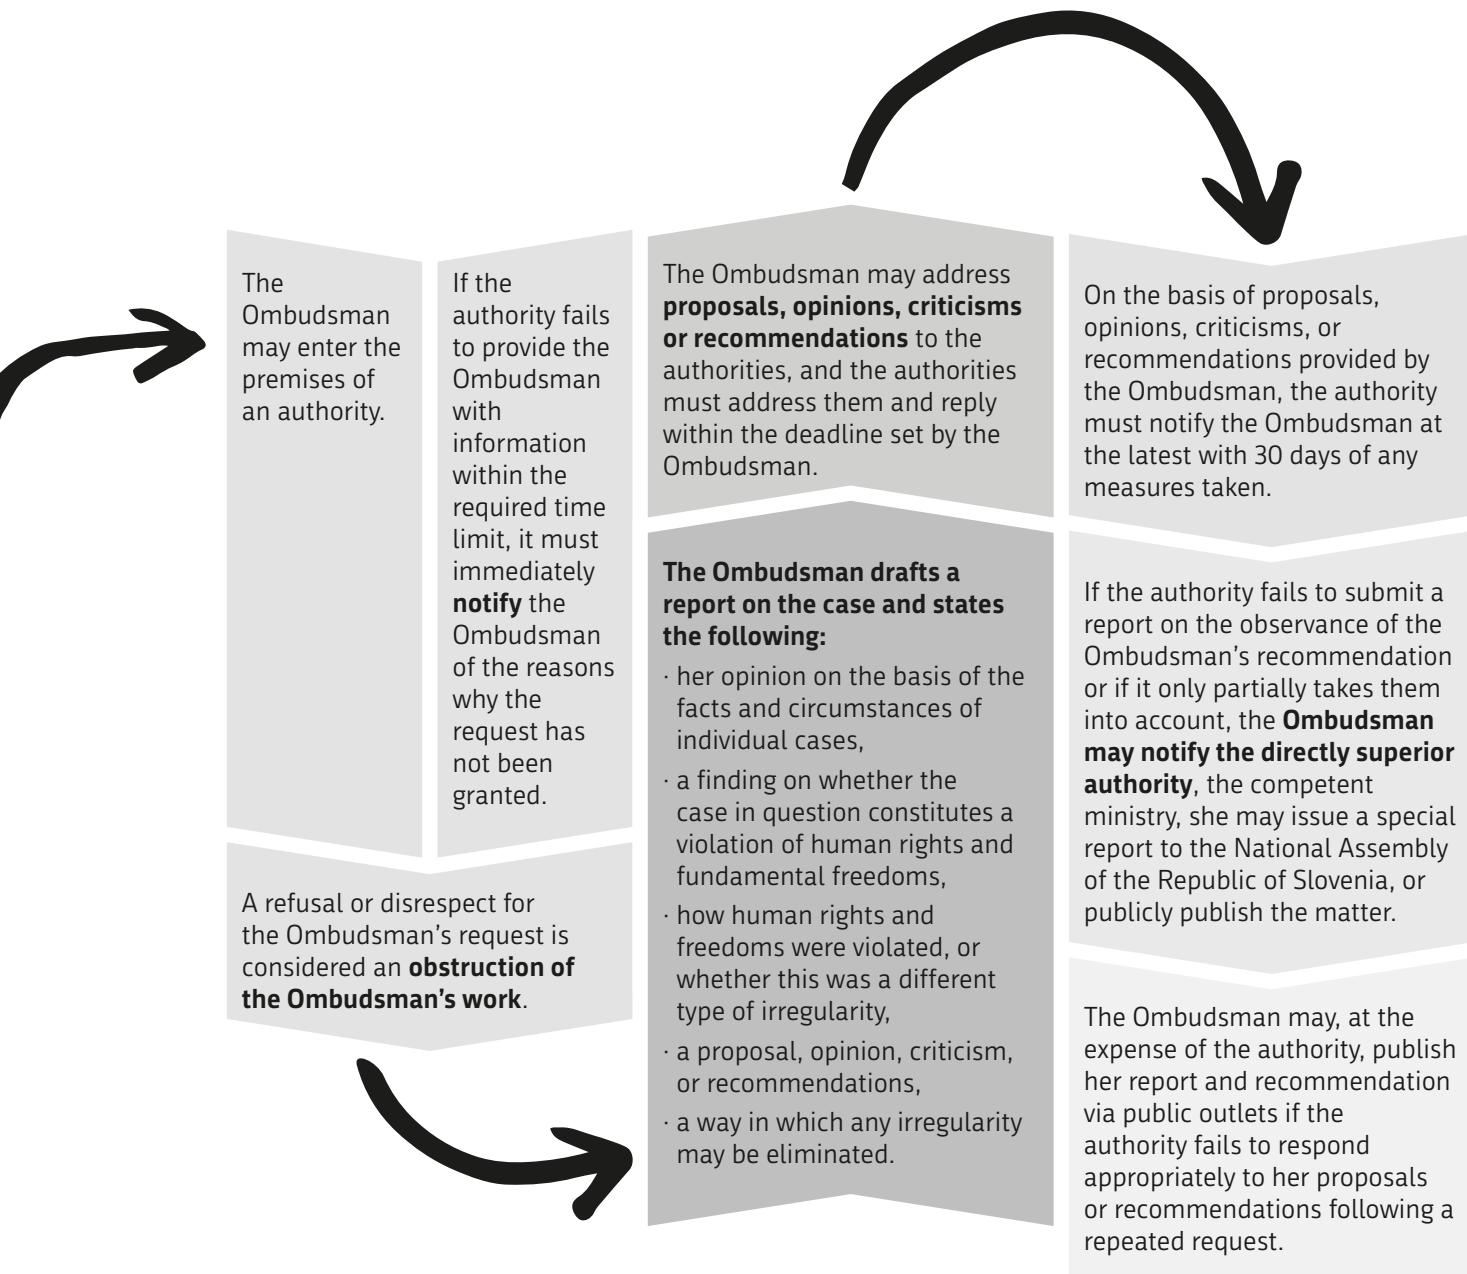 The
Ombudsman
may enter the
premises of
an authority.
If the
authority fails
to provide the
Ombudsman
with
information
within the
required time
limit, it must
immediately
notify the
Ombudsman
of the reasons
why the
request has
not been
granted.
A refusal or disrespect for
the Ombudsman’s request is
considered an obstruction of
the Ombudsman’s work.
The Ombudsman drafts a
report on the case and states
the following:
· her opinion on the basis of the
facts and circumstances of
individual cases,
· a finding on whether the
case in question constitutes a
violation of human rights and
fundamental freedoms,
· how human rights and
freedoms were violated, or
whether this was a different
type of irregularity,
· a proposal, opinion, criticism,
or recommendations,
· a way in which any irregularity
may be eliminated.
The Ombudsman may address
proposals, opinions, criticisms
or recommendations to the
authorities, and the authorities
must address them and reply
within the deadline set by the
Ombudsman.
On the basis of proposals,
opinions, criticisms, or
recommendations provided by
the Ombudsman, the authority
must notify the Ombudsman at
the latest with 30 days of any
measures taken.
If the authority fails to submit a
report on the observance of the
Ombudsman’s recommendation
or if it only partially takes them
into account, the Ombudsman
may notify the directly superior
authority, the competent
ministry, she may issue a special
report to the National Assembly
of the Republic of Slovenia, or
publicly publish the matter.
The Ombudsman may, at the
expense of the authority, publish
her report and recommendation
via public outlets if the
authority fails to respond
appropriately to her proposals
or recommendations following a
repeated request.